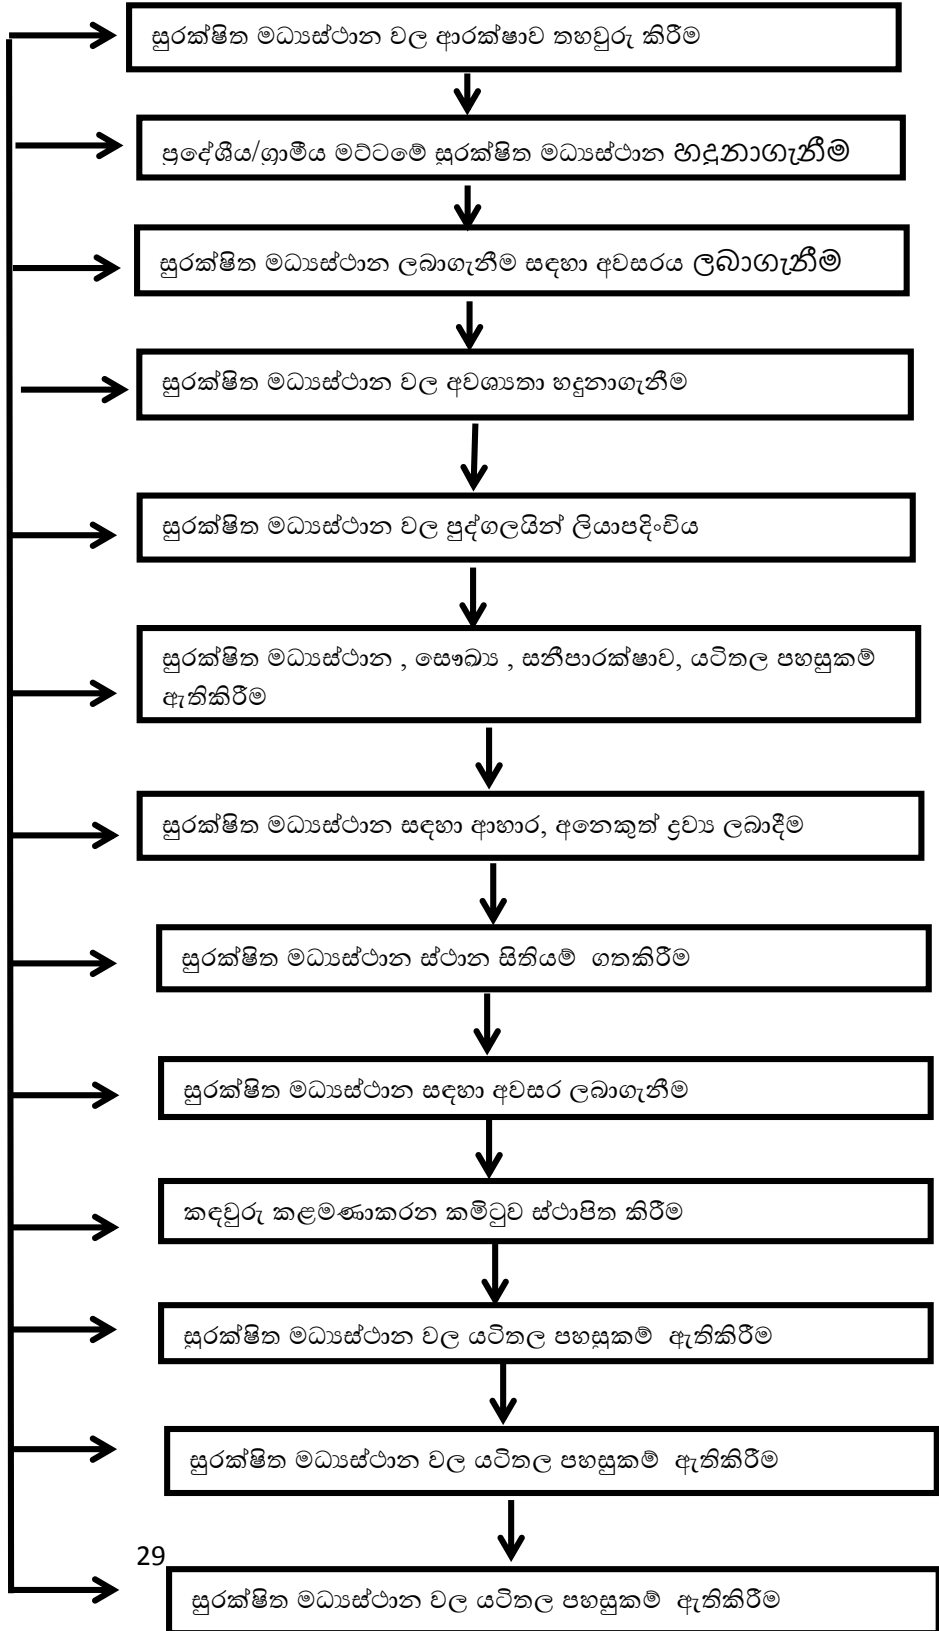 සුරක්ෂිත මධ්‍යස්ථාන වල ආරක්ෂාව තහවුරු කිරීම
ප්‍රදේශීය/ග්‍රාමීය මට්ටමේ සුරක්ෂිත මධ්‍යස්ථාන හදුනාගැනීම
සුරක්ෂිත මධ්‍යස්ථාන ලබාගැනීම සඳහා අවසරය ලබාගැනීම
සුරක්ෂිත මධ්‍යස්ථාන වල අවශ්‍යතා හදුනාගැනීම
සුරක්ෂිත මධ්‍යස්ථාන වල පුද්ගලයින් ලියාපදිංචිය
සුරක්ෂිත මධ්‍යස්ථාන , සෞඛ්‍ය , සනීපාරක්ෂාව, යටිතල පහසුකම්
ඇතිකිරීම
සුරක්ෂිත මධ්‍යස්ථාන සඳහා ආහාර, අනෙකුත් ද්‍රව්‍ය ලබාදීම
සුරක්ෂිත මධ්‍යස්ථාන ස්ථාන සිතියම් ගතකිරීම
සුරක්ෂිත මධ්‍යස්ථාන සඳහා අවසර ලබාගැනීම
කඳවුරු කළමණාකරන කමිටුව ස්ථාපිත කිරීම
සුරක්ෂිත මධ්‍යස්ථාන වල යටිතල පහසුකම් ඇතිකිරීම
සුරක්ෂිත මධ්‍යස්ථාන වල යටිතල පහසුකම් ඇතිකිරීම
29
සුරක්ෂිත මධ්‍යස්ථාන වල යටිතල පහසුකම් ඇතිකිරීම